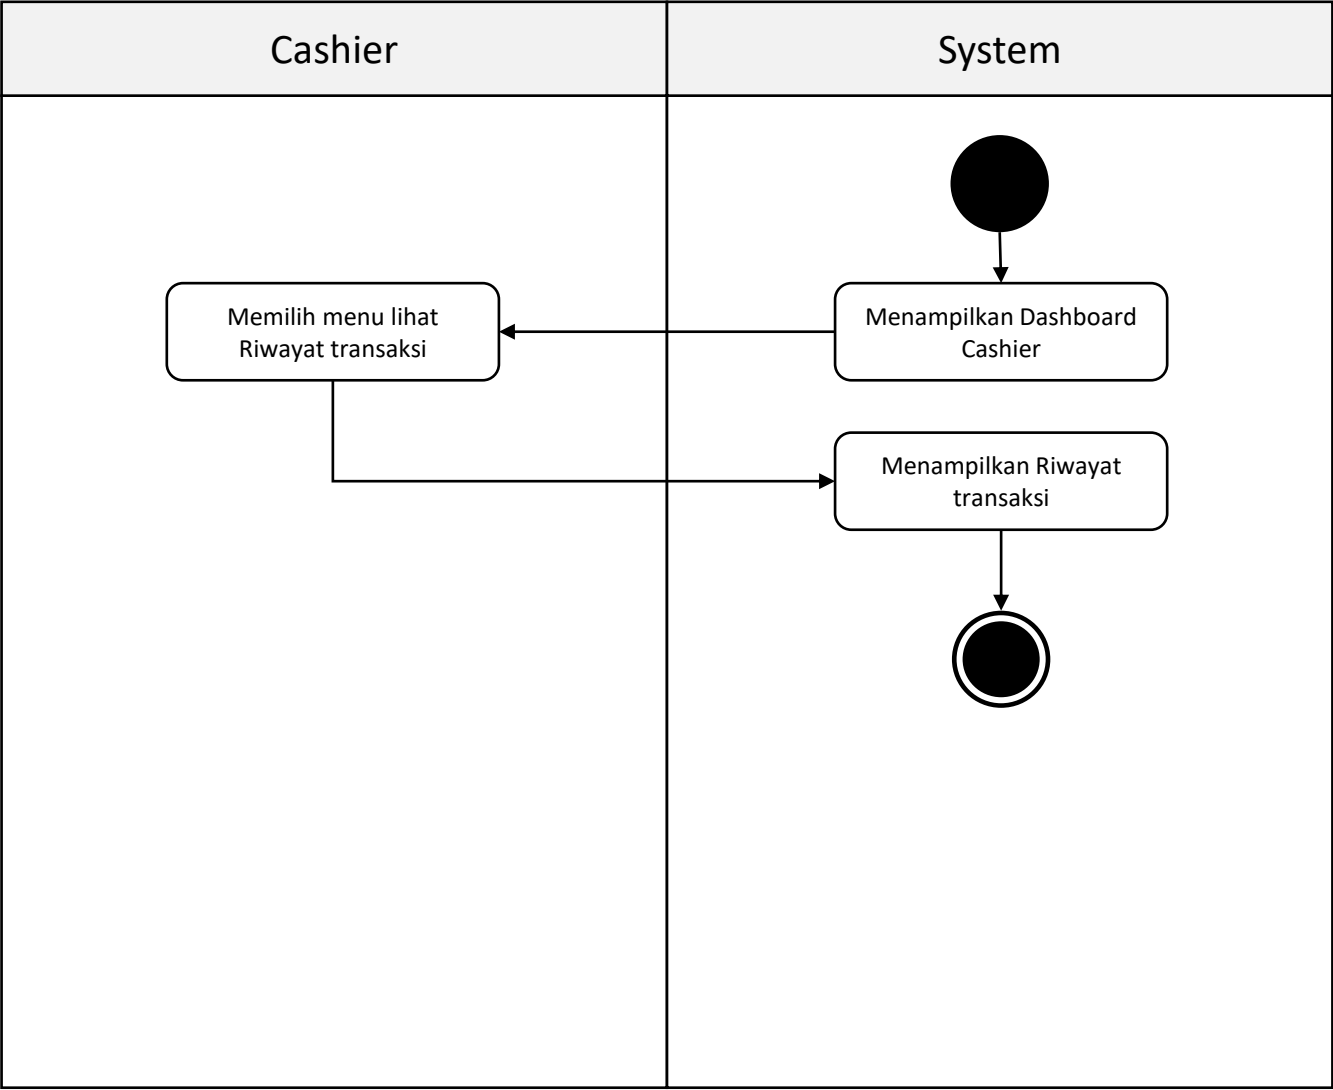 Cashier
System
Memilih menu lihat
Riwayat transaksi
Menampilkan Dashboard
Cashier
Menampilkan Riwayat
transaksi